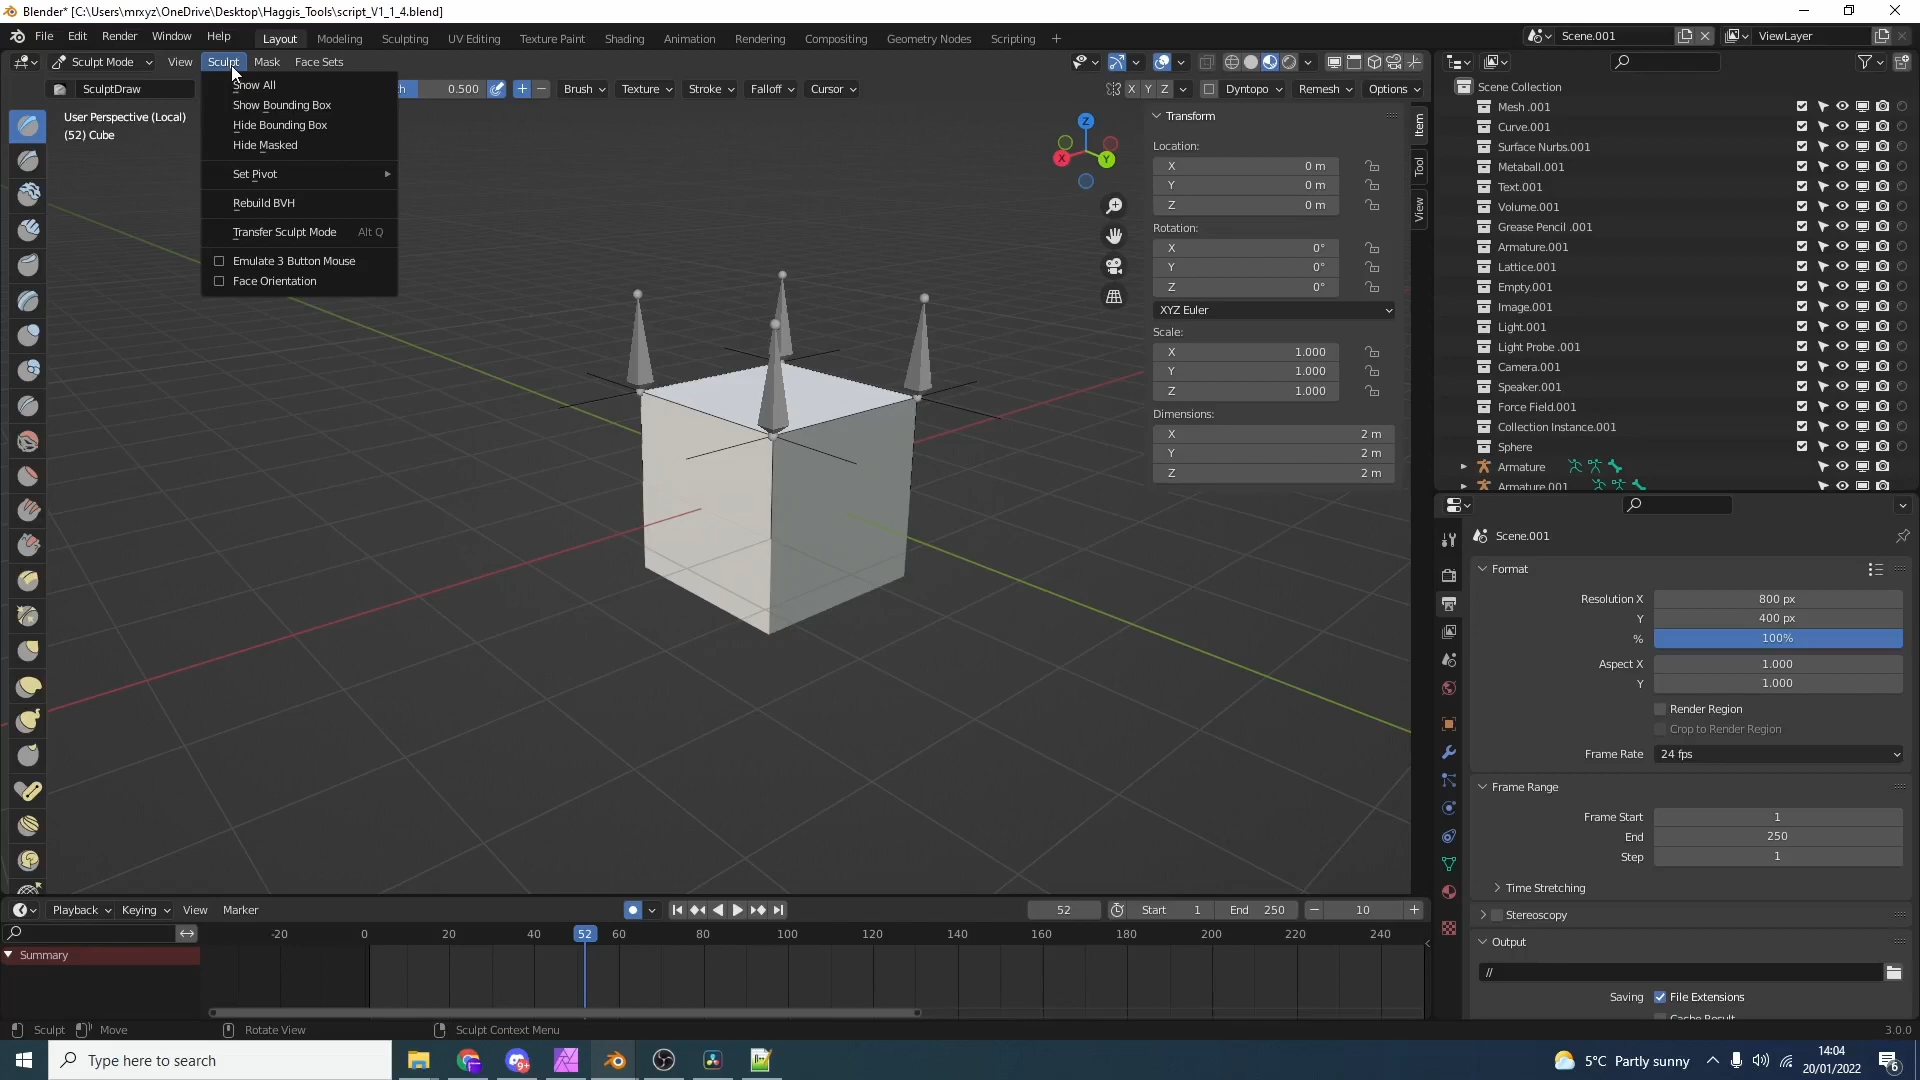 Blender* [C:\Users\mrxyz\OneDrive\Desktop\Haggis_Tools\script_V1_1_4.blend]
File Edit Render Window Help Layout Modeling Sculpting UV Editing Texture Paint Shading Animation Rendering Compositing Geometry Nodes Scripting + Scene.001 ViewLayer
Sculpt Mode View Sculpt Mask Face Sets
SculptDraw 0.500 Brush Texture Stroke Falloff Cursor X Y Z Dyntopo Remesh Options
User Perspective (Local)
(52) Cube
Show All
Show Bounding Box
Hide Bounding Box
Hide Masked
Set Pivot
Rebuild BVH
Transfer Sculpt Mode Alt Q
Emulate 3 Button Mouse
Face Orientation
Z
X Y
Transform
Location:
X 0 m
Y 0 m
Z 0 m
Rotation:
X 0°
Y 0°
Z 0°
XYZ Euler
Scale:
X 1.000
Y 1.000
Z 1.000
Dimensions:
X 2 m
Y 2 m
Z 2 m
Item
Tool
View
Scene Collection
Mesh .001
Curve.001
Surface Nurbs.001
Metaball.001
Text.001
Volume.001
Grease Pencil .001
Armature.001
Lattice.001
Empty.001
Image.001
Light.001
Light Probe .001
Camera.001
Speaker.001
Force Field.001
Collection Instance.001
Sphere
Armature
Armature.001
Scene.001
Format
Resolution X 800 px
Y 400 px
% 100%
Aspect X 1.000
Y 1.000
Render Region
Crop to Render Region
Frame Rate 24 fps
Frame Range
Frame Start 1
End 250
Step 1
Time Stretching
Stereoscopy
Output
//
Saving File Extensions
Cache Result
Playback Keying View Marker 52 Start 1 End 250 10
-20 0 20 40 52 60 80 100 120 140 160 180 200 220 240
Summary
Sculpt Move Rotate View Sculpt Context Menu 3.0.0
Type here to search 9+ 5°C Partly sunny 14:04
20/01/2022 6